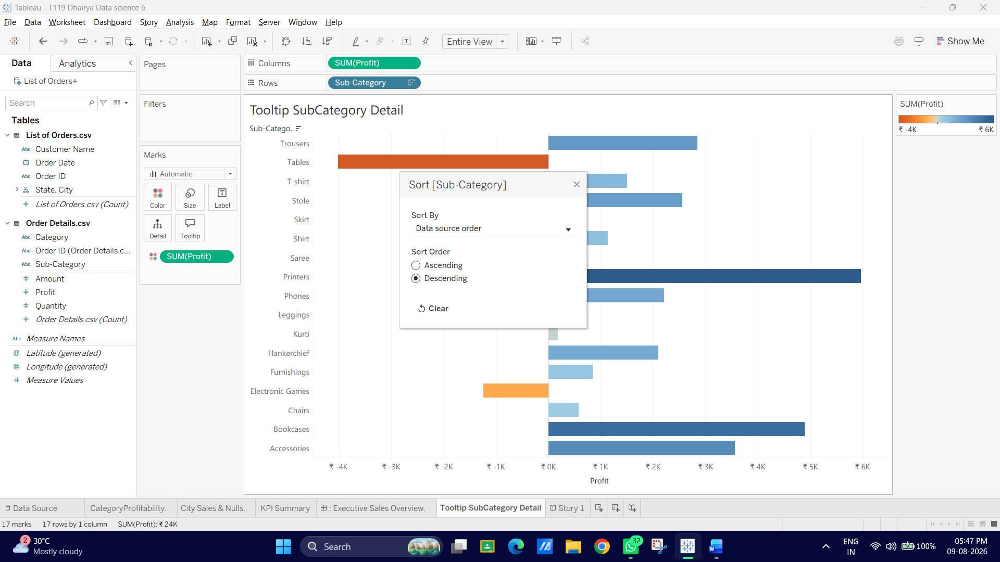 Tableau - T119 Dhairya Data science 6
File Data Worksheet Dashboard Story Analysis Map Format Server Window Help
Entire View
Show Me
Data
Analytics
List of Orders+
Search
Tables
List of Orders.csv
Abc Customer Name
Order Date
Abc Order ID
State, City
List of Orders.csv (Count)
Order Details.csv
Abc Category
Abc Order ID (Order Details.c...
Abc Sub-Category
Amount
Profit
Quantity
Order Details.csv (Count)
Abc Measure Names
Latitude (generated)
Longitude (generated)
Measure Values
Pages
Filters
Marks
Automatic
Color Size Label
Detail Tooltip
SUM(Profit)
Columns SUM(Profit)
Rows Sub-Category
Tooltip SubCategory Detail
Sub-Catego..
Trousers
Tables
T-shirt
Stole
Skirt
Shirt
Saree
Printers
Phones
Leggings
Kurti
Hankerchief
Furnishings
Electronic Games
Chairs
Bookcases
Accessories
₹ -4K ₹ -3K ₹ -2K ₹ -1K ₹ 0K ₹ 1K ₹ 2K ₹ 3K ₹ 4K ₹ 5K ₹ 6K
Profit
Sort [Sub-Category]
Sort By
Data source order
Sort Order
Ascending
Descending
Clear
SUM(Profit)
₹ -4K ₹ 6K
Data Source CategoryProfitability. City Sales & Nulls. KPI Summary : Executive Sales Overview. Tooltip SubCategory Detail Story 1
17 marks 17 rows by 1 column SUM(Profit): ₹ 24K
2
30°C
Mostly cloudy
Search
32
ENG
IN
100%
05:47 PM
09-08-2026